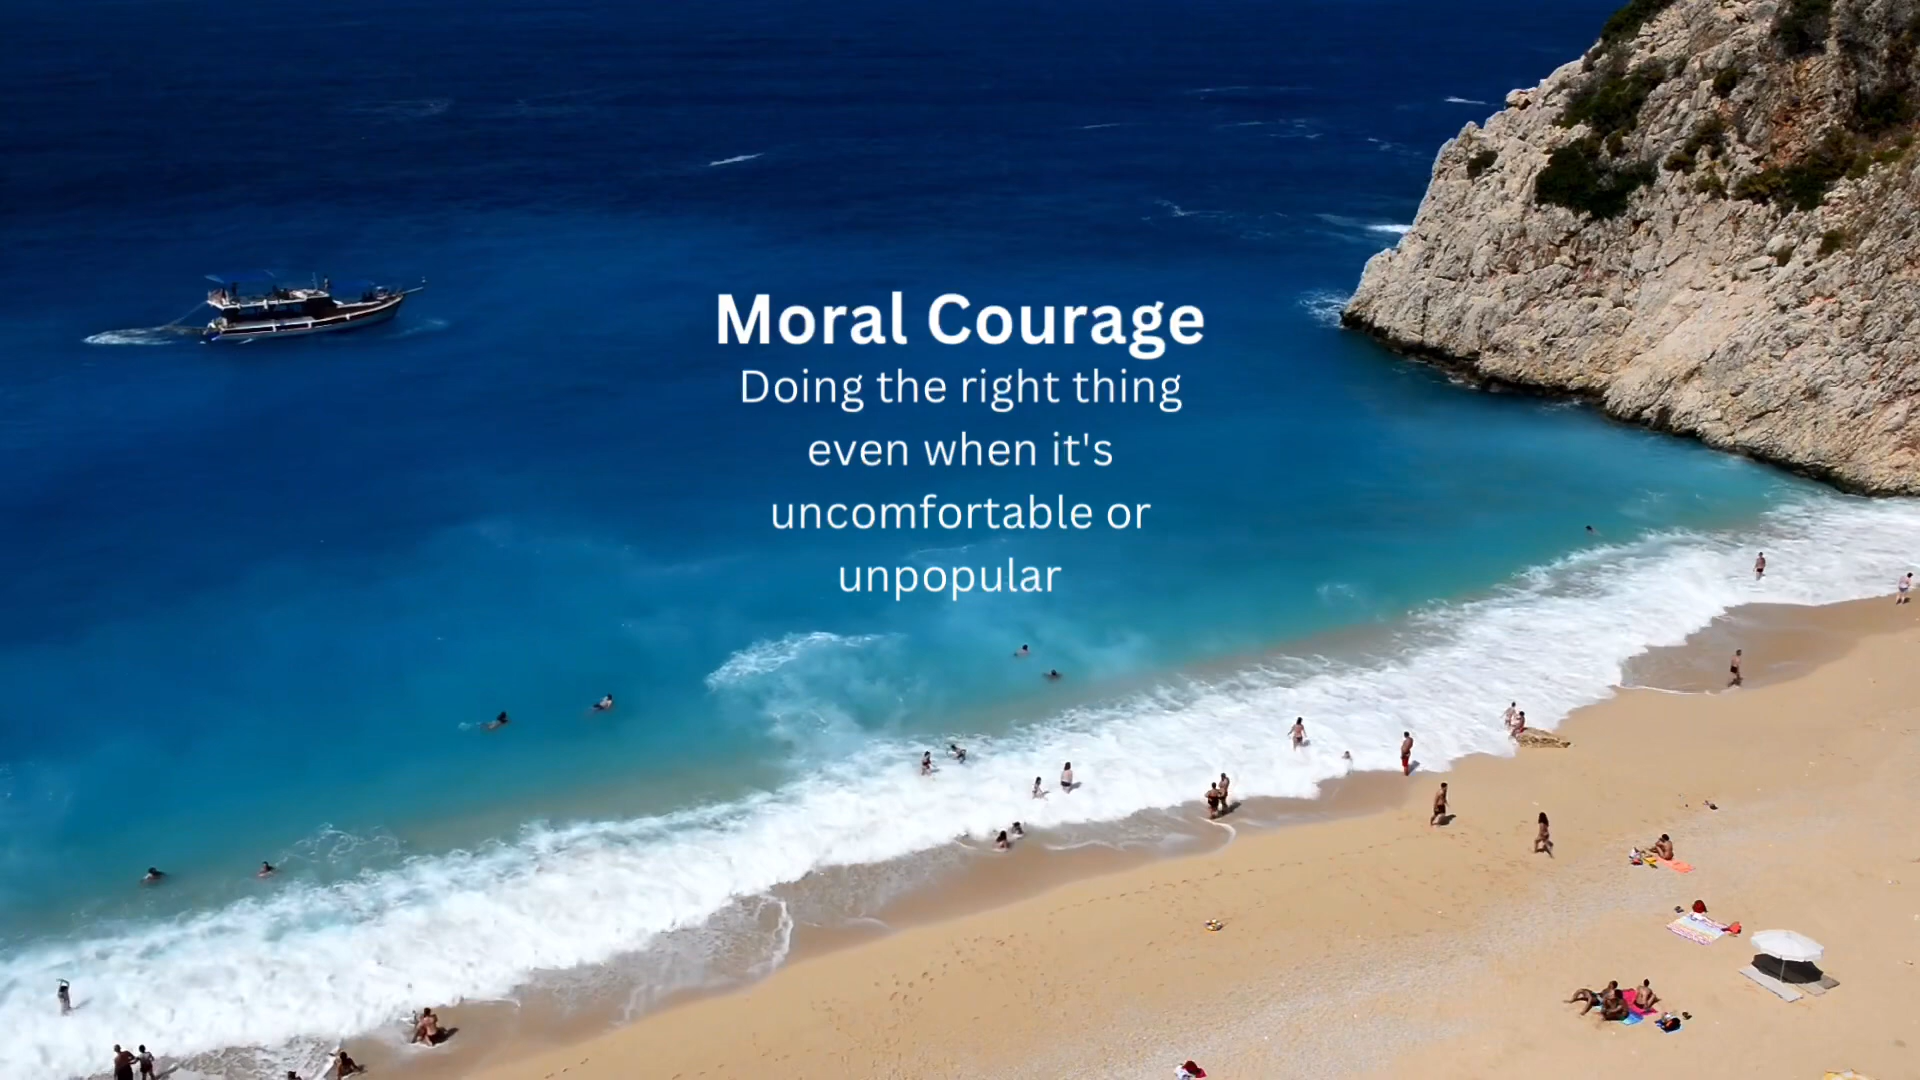 Moral Courage
Doing the right thing
even when it's
uncomfortable or
unpopular